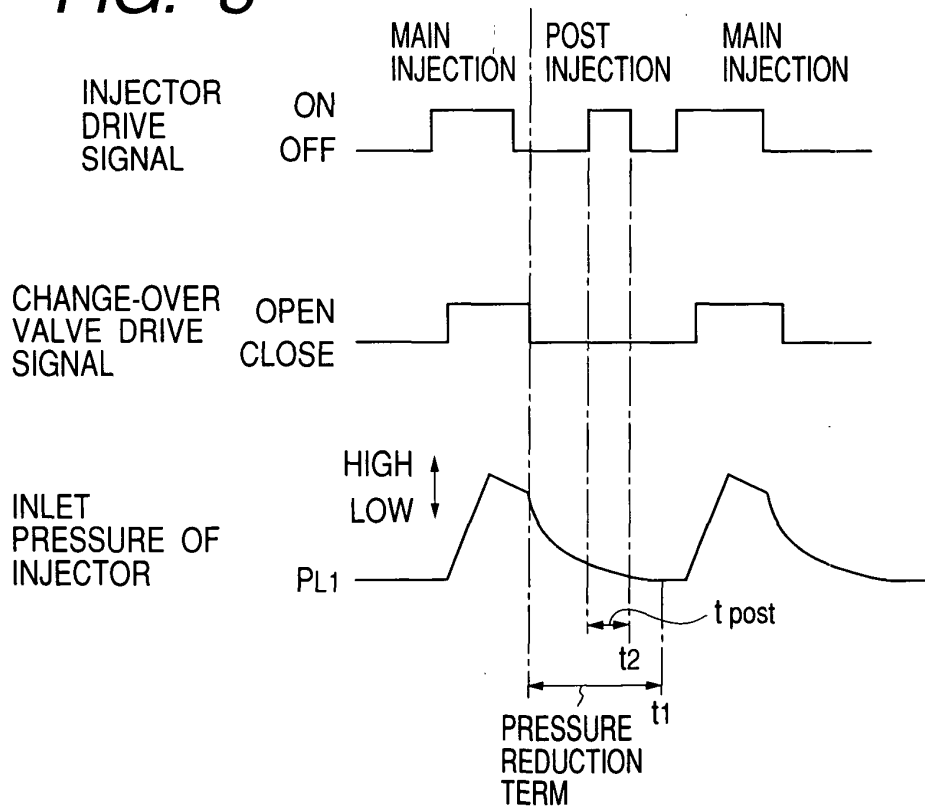 MAIN
INJECTION
POST
INJECTION
MAIN
INJECTION
INJECTOR
DRIVE
SIGNAL
ON
OFF
CHANGE-OVER
VALVE DRIVE
SIGNAL
OPEN
CLOSE
INLET
PRESSURE OF
INJECTOR
HIGH
LOW
PL1
t post
t2
t1
PRESSURE
REDUCTION
TERM